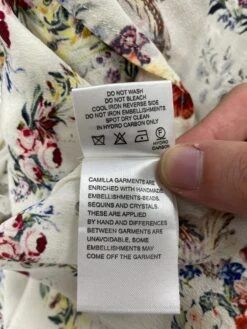 DO NOT WASH
DO NOT BLEACH
COOL IRON REVERSE SIDE
DO NOT IRON EMBELLISHMENTS
SPOT DRY CLEAN
IN HYDRO CARBON ONLY
HYDRO
CARBON
CAMILLA GARMENTS ARE
ENRICHED WITH HANDMADE
EMBELLISHMENTS-BEADS,
SEQUINS AND CRYSTALS.
THESE ARE APPLIED
BY HAND AND DIFFERENCES
BETWEEN GARMENTS ARE
UNAVOIDABLE, SOME
EMBELLISHMENTS MAY
COME OFF THE GARMENT